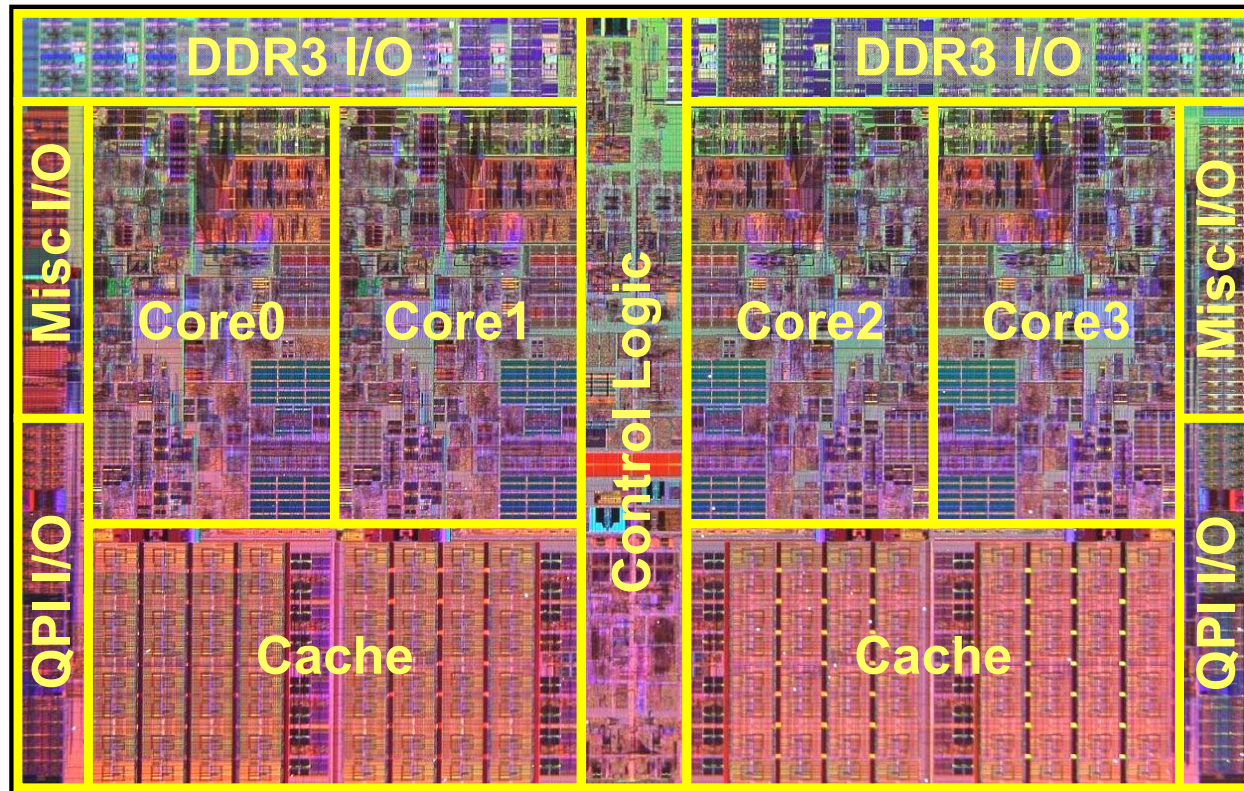 DDR3 I/O
DDR3 I/O
Misc I/O
Core0
Core1
Control Logic
Core2
Core3
Misc I/O
QPI I/O
Cache
Cache
QPI I/O